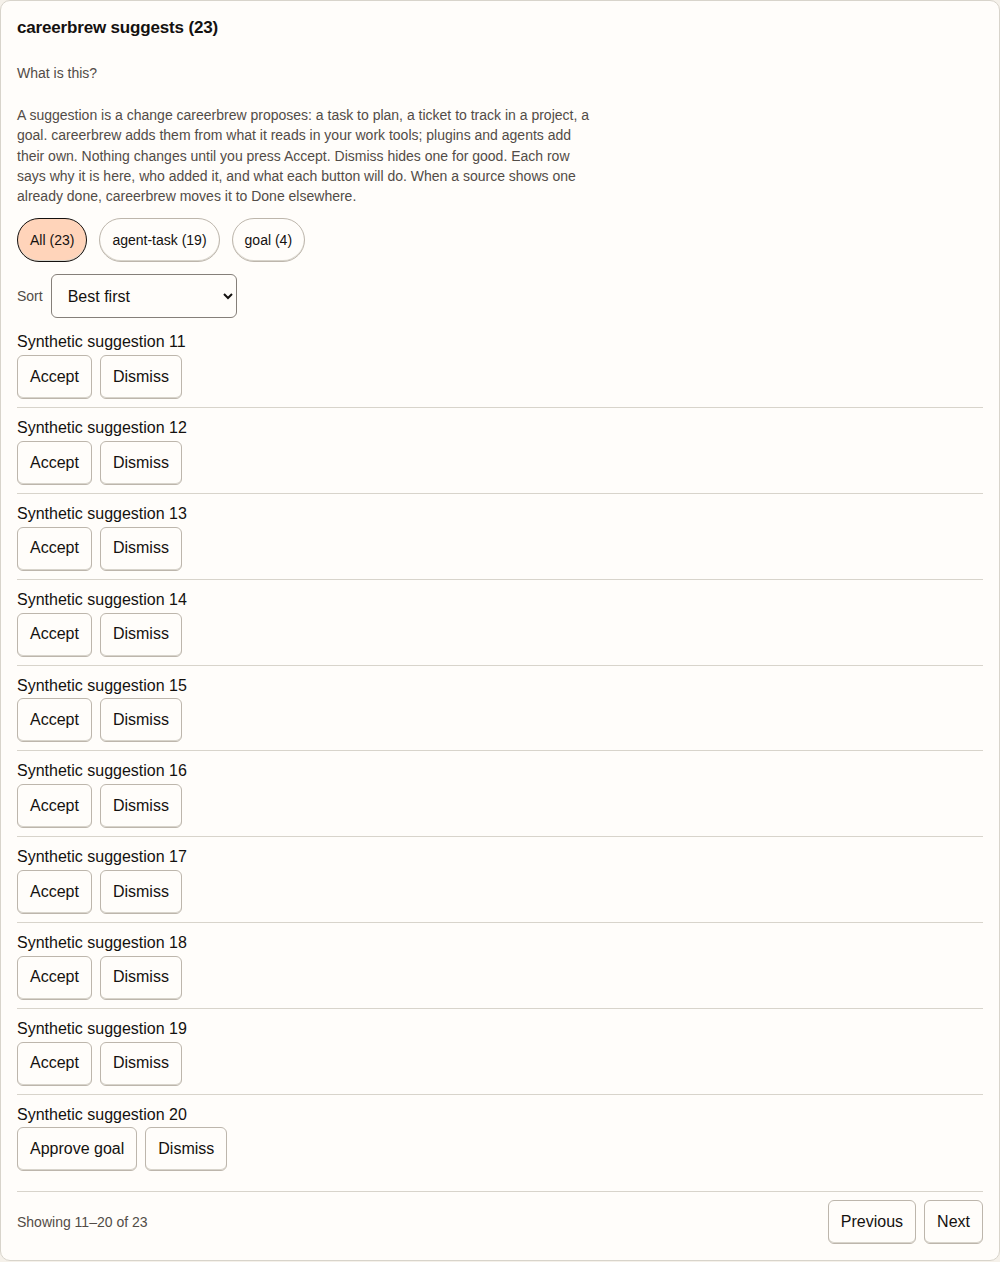 careerbrew suggests (23)
What is this?
A suggestion is a change careerbrew proposes: a task to plan, a ticket to track in a project, a
goal. careerbrew adds them from what it reads in your work tools; plugins and agents add
their own. Nothing changes until you press Accept. Dismiss hides one for good. Each row
says why it is here, who added it, and what each button will do. When a source shows one
already done, careerbrew moves it to Done elsewhere.
All (23) agent-task (19) goal (4)
Sort Best first
Synthetic suggestion 11
Accept Dismiss
Synthetic suggestion 12
Accept Dismiss
Synthetic suggestion 13
Accept Dismiss
Synthetic suggestion 14
Accept Dismiss
Synthetic suggestion 15
Accept Dismiss
Synthetic suggestion 16
Accept Dismiss
Synthetic suggestion 17
Accept Dismiss
Synthetic suggestion 18
Accept Dismiss
Synthetic suggestion 19
Accept Dismiss
Synthetic suggestion 20
Approve goal Dismiss
Showing 11–20 of 23 Previous Next